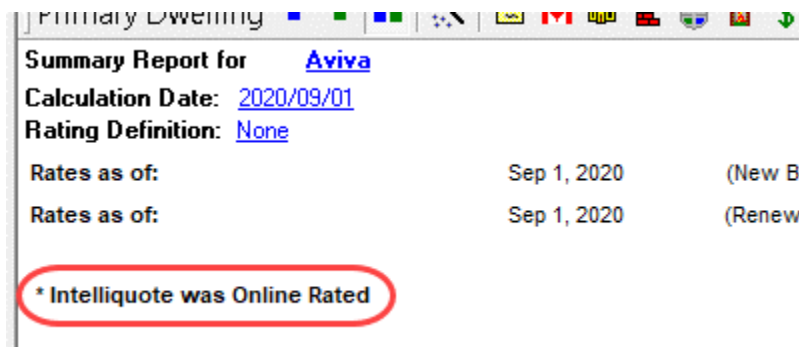 Primary Dwelling
Summary Report for Aviva
Calculation Date: 2020/09/01
Rating Definition: None
Rates as of: Sep 1, 2020 (New B
Rates as of: Sep 1, 2020 (Renew
* Intelliquote was Online Rated